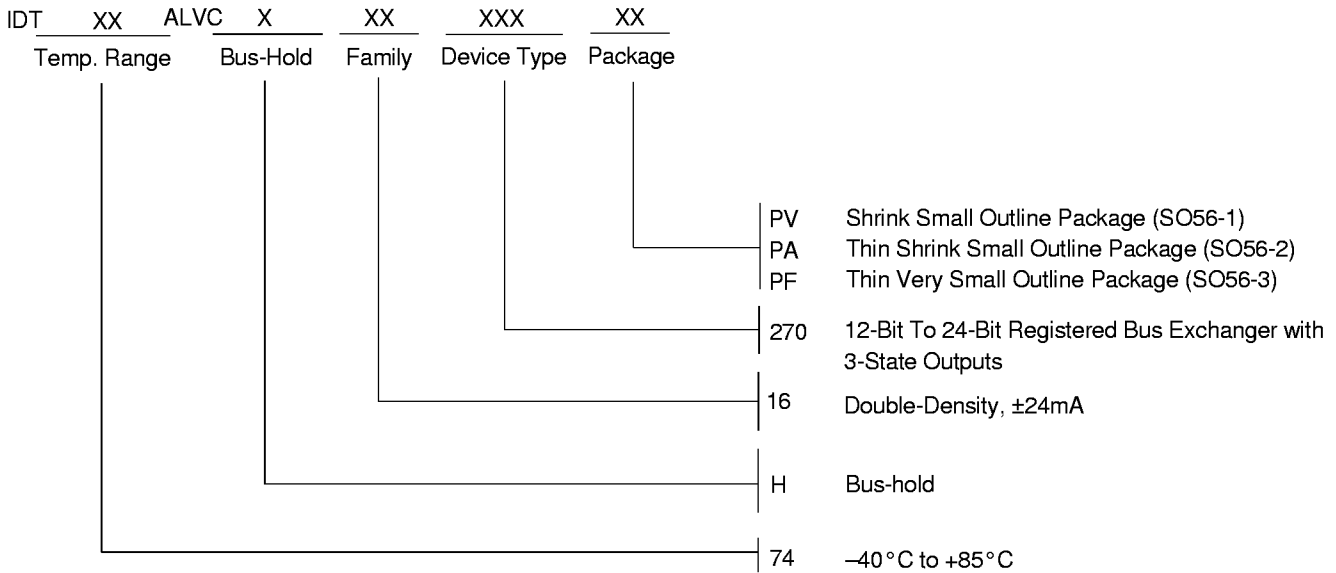 IDT XX ALVC X XX XXX XX
Temp. Range Bus-Hold Family Device Type Package
PV Shrink Small Outline Package (SO56-1)
PA Thin Shrink Small Outline Package (SO56-2)
PF Thin Very Small Outline Package (SO56-3)
270 12-Bit To 24-Bit Registered Bus Exchanger with
3-State Outputs
16 Double-Density, ±24mA
H Bus-hold
74 –40°C to +85°C